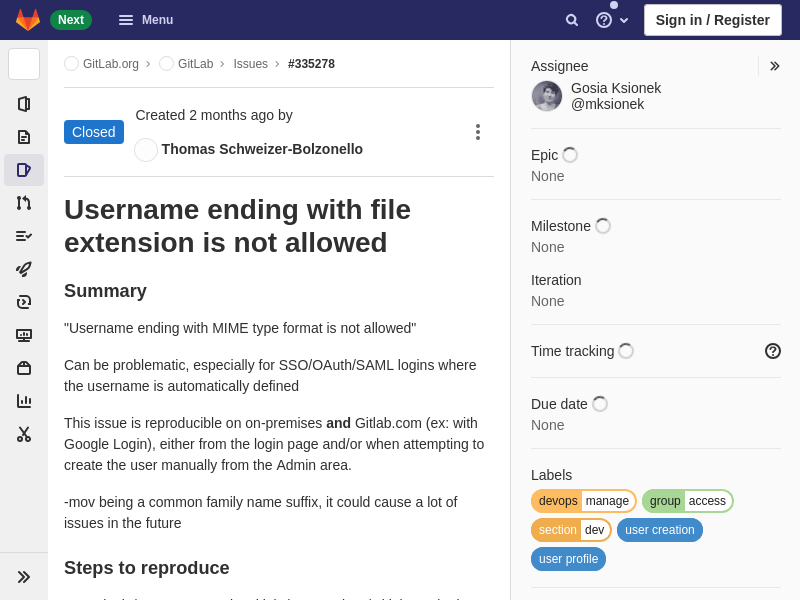 Next
Menu
Sign in / Register
GitLab.org
GitLab
Issues
#335278
Closed
Created 2 months ago by
Thomas Schweizer-Bolzonello
Username ending with file
extension is not allowed
Summary
"Username ending with MIME type format is not allowed"
Can be problematic, especially for SSO/OAuth/SAML logins where
the username is automatically defined
This issue is reproducible on on-premises and Gitlab.com (ex: with
Google Login), either from the login page and/or when attempting to
create the user manually from the Admin area.
-mov being a common family name suffix, it could cause a lot of
issues in the future
Steps to reproduce
Assignee
Gosia Ksionek
@mksionek
Epic
None
Milestone
None
Iteration
None
Time tracking
Due date
None
Labels
devops manage
group access
section dev
user creation
user profile